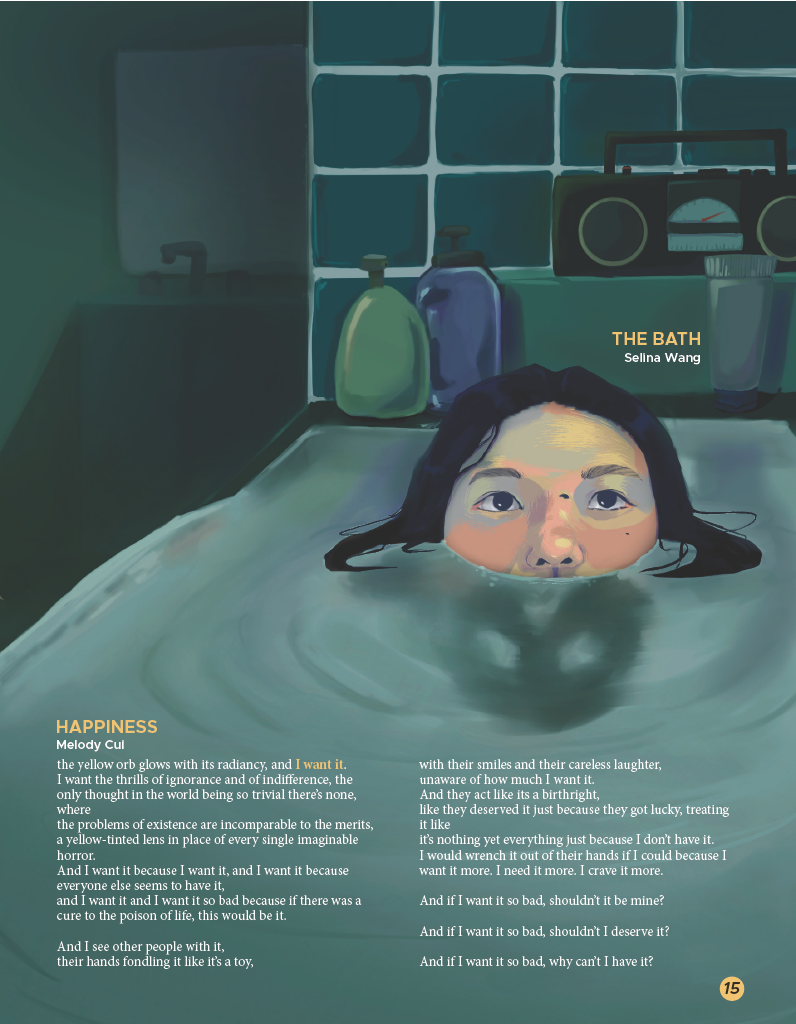 THE BATH
Selina Wang
HAPPINESS
Melody Cui
the yellow orb glows with its radiancy, and I want it.
I want the thrills of ignorance and of indifference, the
only thought in the world being so trivial there's none,
where
the problems of existence are incomparable to the merits,
a yellow-tinted lens in place of every single imaginable
horror.
And I want it because I want it, and I want it because
everyone else seems to have it,
and I want it and I want it so bad because if there was a
cure to the poison of life, this would be it.
And I see other people with it,
their hands fondling it like it's a toy,
with their smiles and their careless laughter,
unaware of how much I want it.
And they act like its a birthright,
like they deserved it just because they got lucky, treating
it like
it's nothing yet everything just because I don't have it.
I would wrench it out of their hands if I could because I
want it more. I need it more. I crave it more.
And if I want it so bad, shouldn't it be mine?
And if I want it so bad, shouldn't I deserve it?
And if I want it so bad, why can't I have it?
15